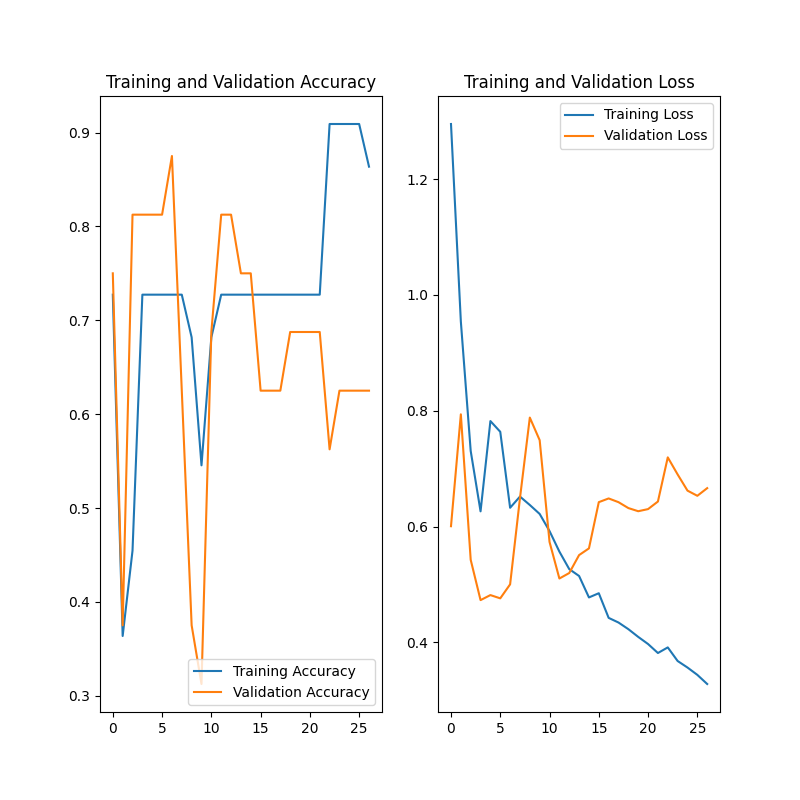 Training and Validation Accuracy
0.9
0.8
0.7
0.6
0.5
0.4
0.3
0 5 10 15 20 25
Training Accuracy
Validation Accuracy
Training and Validation Loss
1.2
1.0
0.8
0.6
0.4
0 5 10 15 20 25
Training Loss
Validation Loss